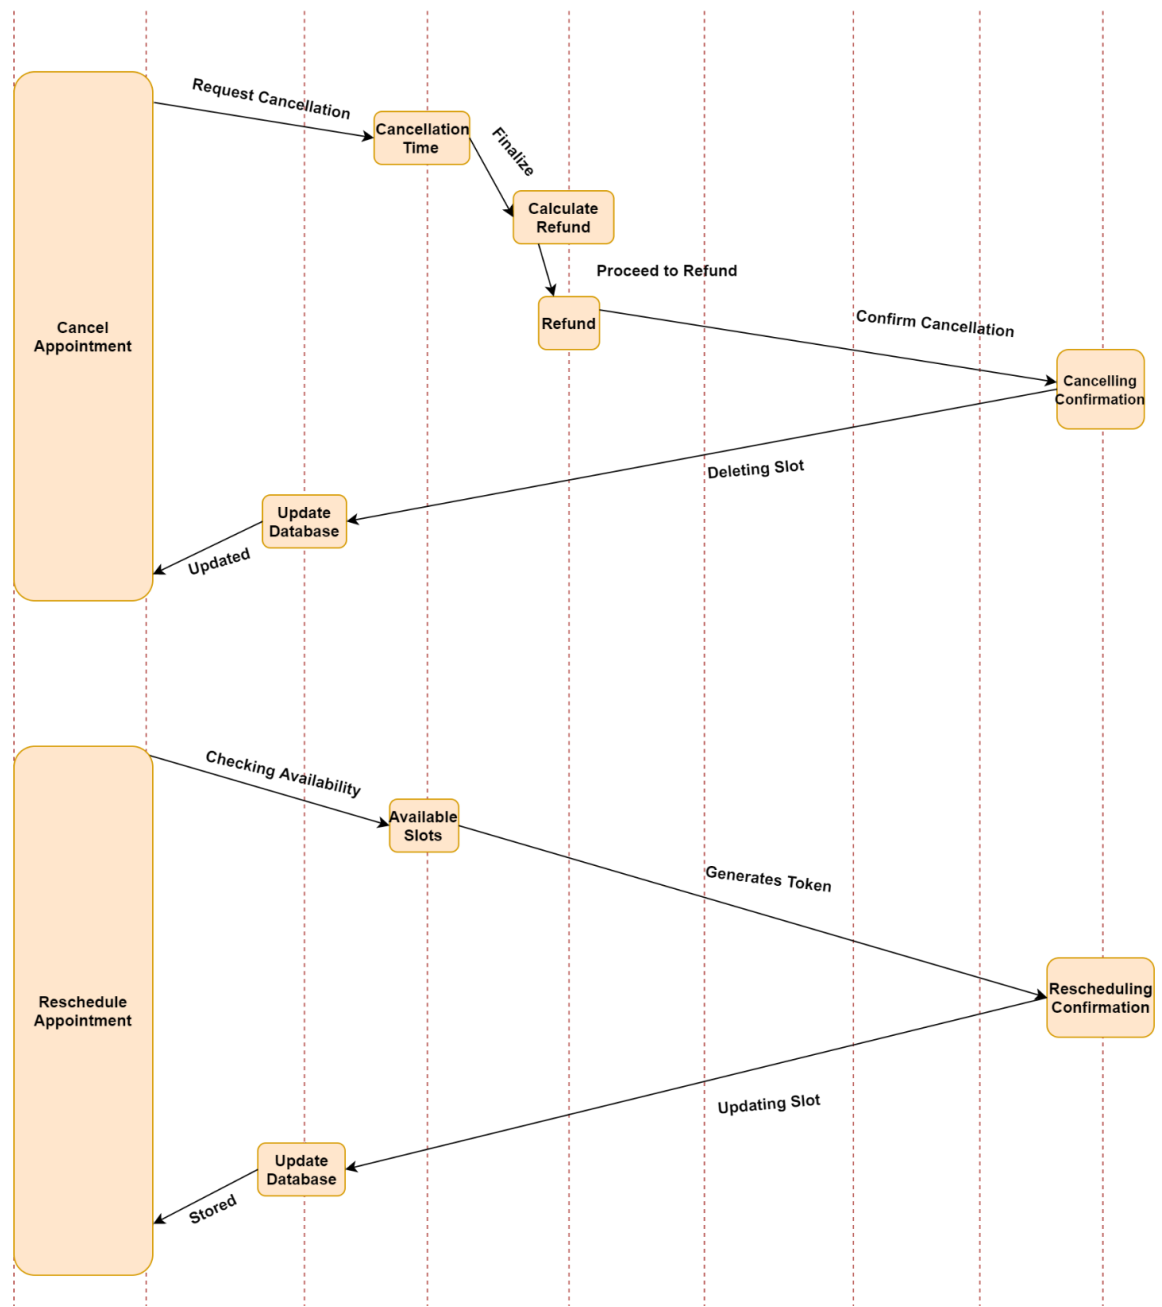 Request Cancellation
Cancellation
Time
Finalize
Calculate
Refund
Proceed to Refund
Refund
Confirm Cancellation
Cancel
Appointment
Cancelling
Confirmation
Deleting Slot
Update
Database
Updated
Checking Availability
Available
Slots
Generates Token
Reschedule
Appointment
Rescheduling
Confirmation
Updating Slot
Update
Database
Stored